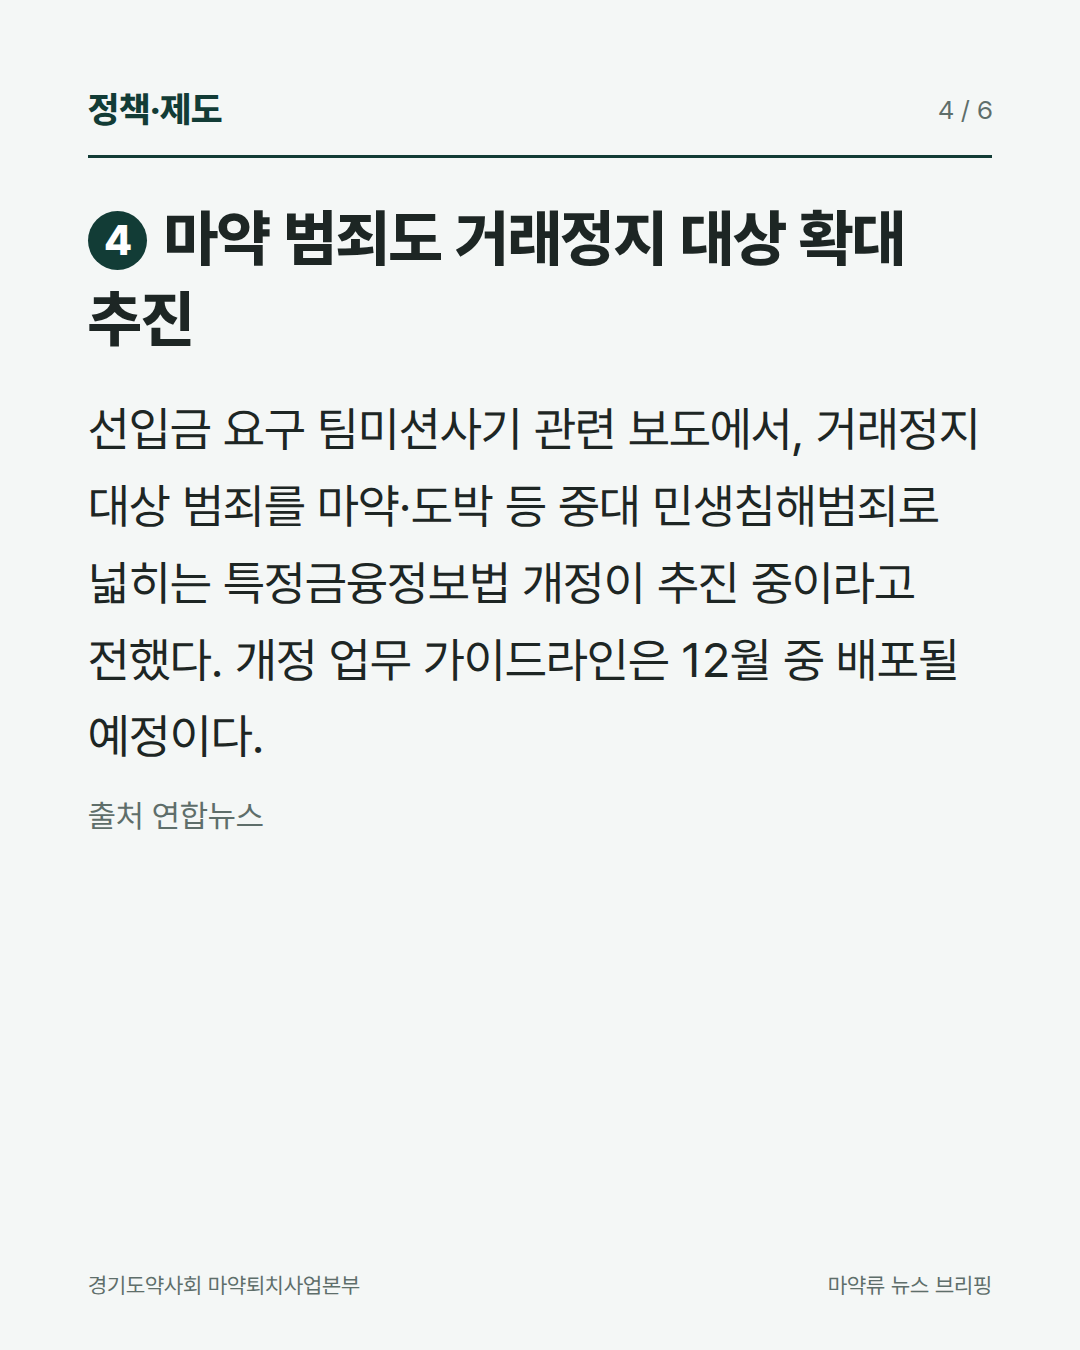 정책·제도
4 / 6
4 마약 범죄도 거래정지 대상 확대
추진
선입금 요구 팀미션사기 관련 보도에서, 거래정지
대상 범죄를 마약·도박 등 중대 민생침해범죄로
넓히는 특정금융정보법 개정이 추진 중이라고
전했다. 개정 업무 가이드라인은 12월 중 배포될
예정이다.
출처 연합뉴스
경기도약사회 마약퇴치사업본부
마약류 뉴스 브리핑